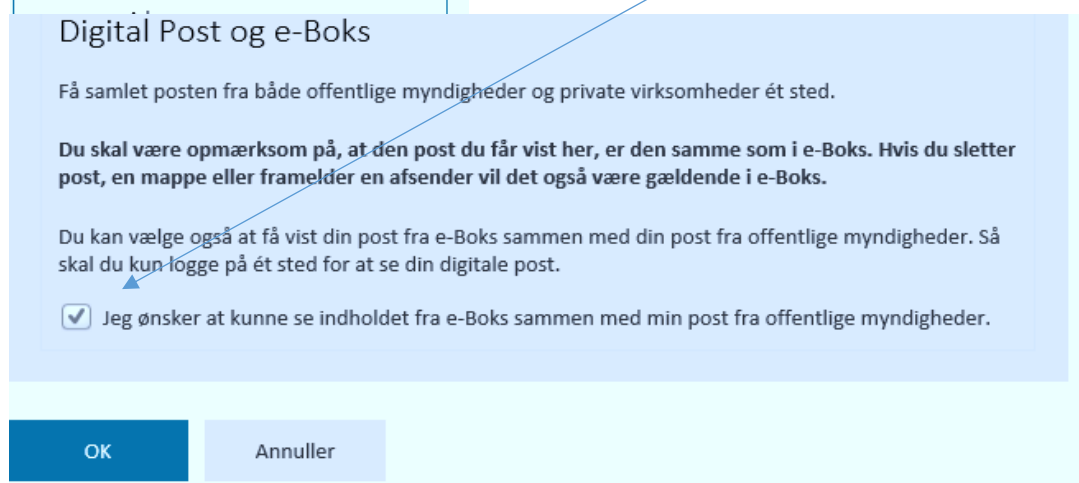 Digital Post og e-Boks
Få samlet posten fra både offentlige myndigheder og private virksomheder ét sted.
Du skal være opmærksom på, at den post du får vist her, er den samme som i e-Boks. Hvis du sletter
post, en mappe eller framelder en afsender vil det også være gældende i e-Boks.
Du kan vælge også at få vist din post fra e-Boks sammen med din post fra offentlige myndigheder. Så
skal du kun logge på ét sted for at se din digitale post.
Jeg ønsker at kunne se indholdet fra e-Boks sammen med min post fra offentlige myndigheder.
OK
Annuller